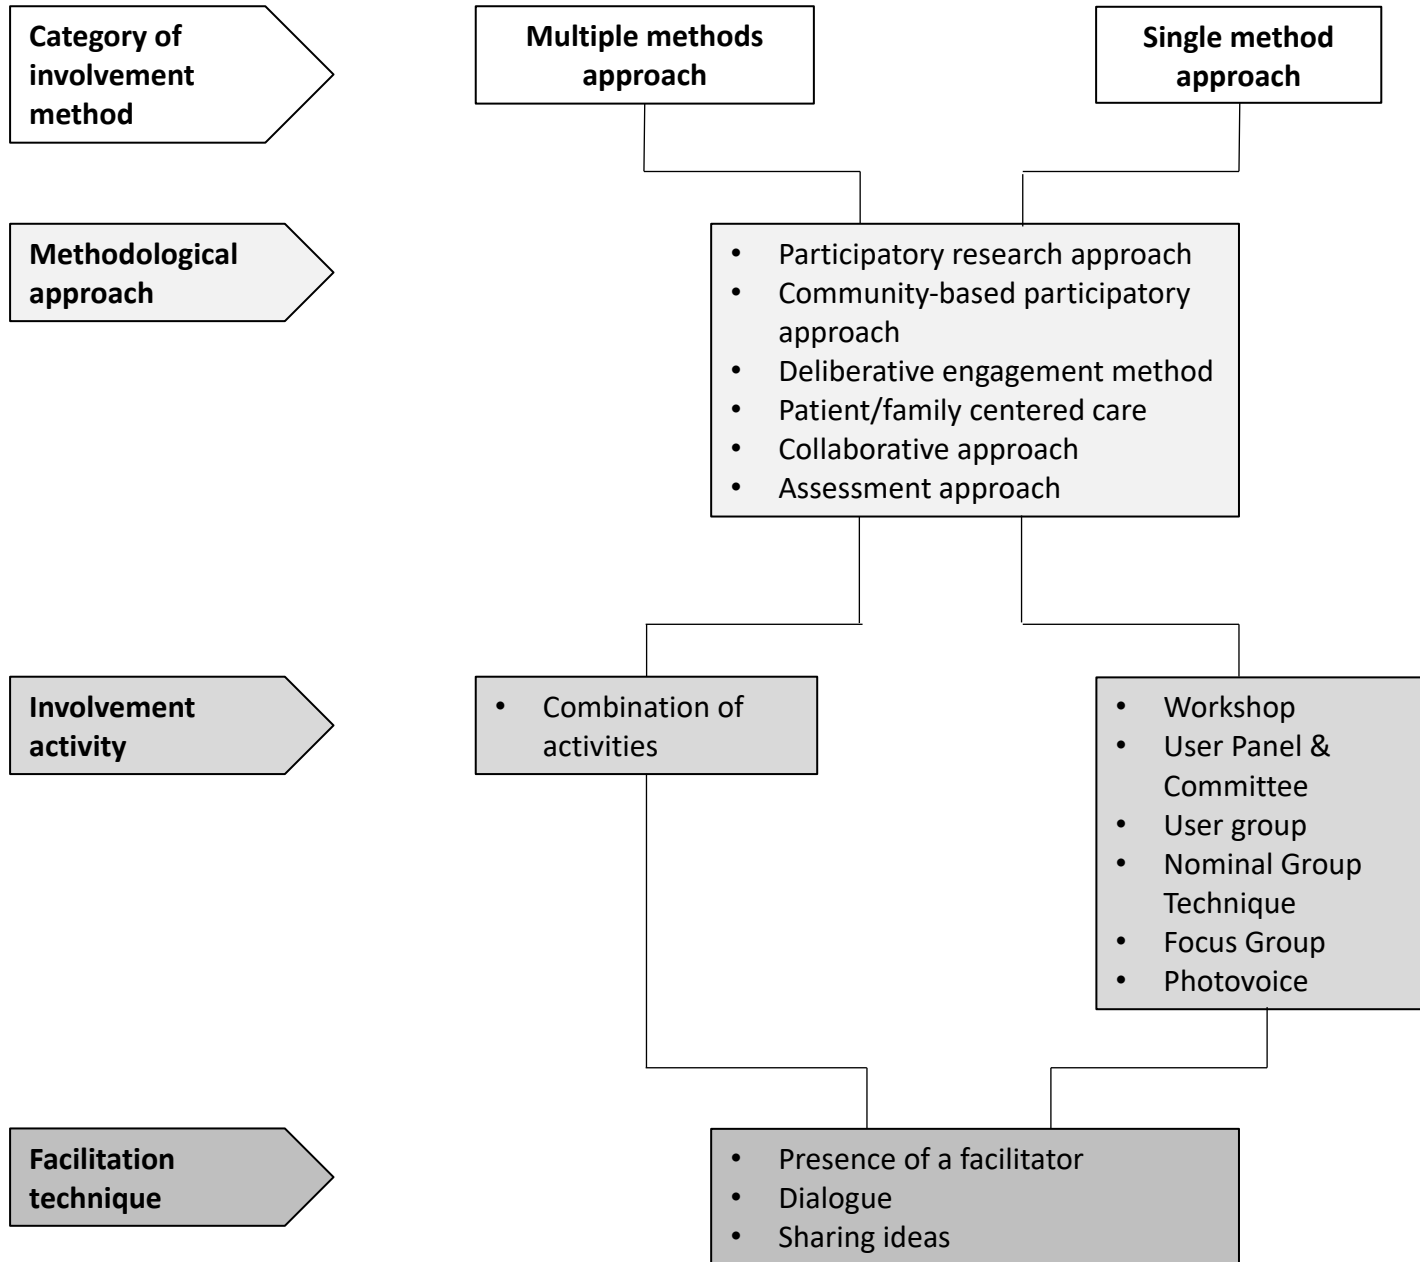 Category of
involvement
method
Multiple methods
approach
Single method
approach
Methodological
approach
• Participatory research approach
• Community-based participatory
approach
• Deliberative engagement method
• Patient/family centered care
• Collaborative approach
• Assessment approach
Involvement
activity
• Combination of
activities
• Workshop
• User Panel &
Committee
• User group
• Nominal Group
Technique
• Focus Group
• Photovoice
Facilitation
technique
• Presence of a facilitator
• Dialogue
• Sharing ideas